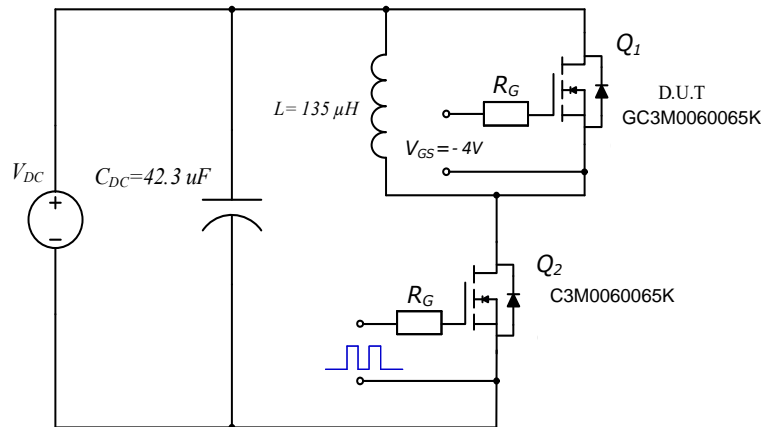 Q1
RG
D.U.T
GC3M0060065K
L= 135 µH
VGS = - 4V
VDC
CDC=42.3 uF
+
−
Q2
RG
C3M0060065K